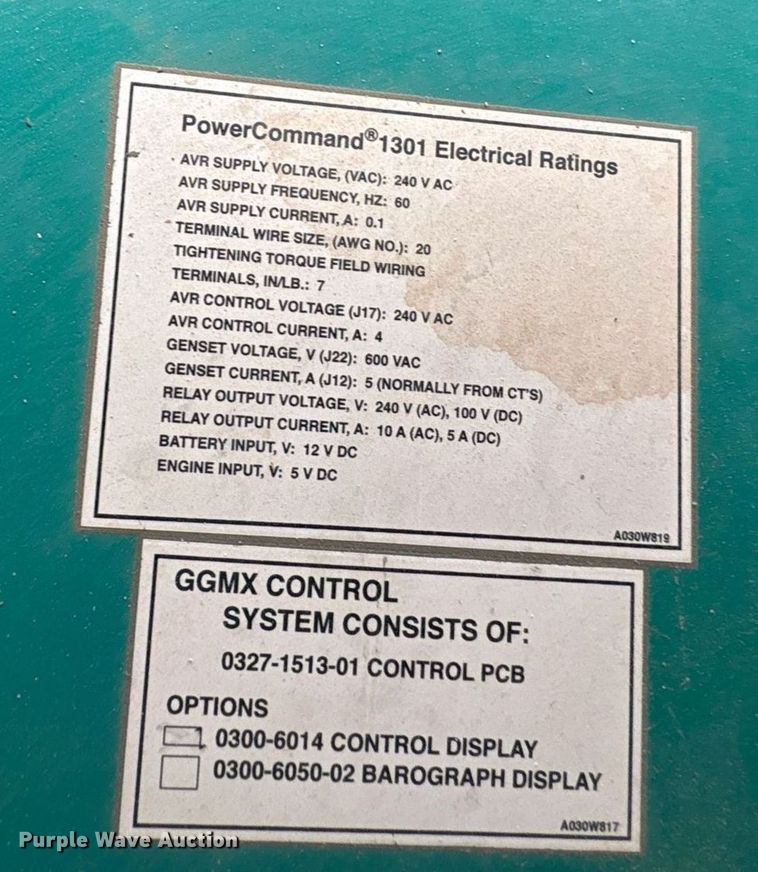 PowerCommand®1301 Electrical Ratings
AVR SUPPLY VOLTAGE, (VAC): 240 V AC
AVR SUPPLY FREQUENCY, HZ: 60
AVR SUPPLY CURRENT, A: 0.1
TERMINAL WIRE SIZE, (AWG NO.): 20
TIGHTENING TORQUE FIELD WIRING
TERMINALS, IN/LB.: 7
AVR CONTROL VOLTAGE (J17): 240 V AC
AVR CONTROL CURRENT, A: 4
GENSET VOLTAGE, V (J22): 600 VAC
GENSET CURRENT, A (J12): 5 (NORMALLY FROM CT'S)
RELAY OUTPUT VOLTAGE, V: 240 V (AC), 100 V (DC)
RELAY OUTPUT CURRENT, A: 10 A (AC), 5 A (DC)
BATTERY INPUT, V: 12 V DC
ENGINE INPUT, V: 5 V DC
A030W819
GGMX CONTROL
SYSTEM CONSISTS OF:
0327-1513-01 CONTROL PCB
OPTIONS
0300-6014 CONTROL DISPLAY
0300-6050-02 BAROGRAPH DISPLAY
A030W817
Purple Wave Auction